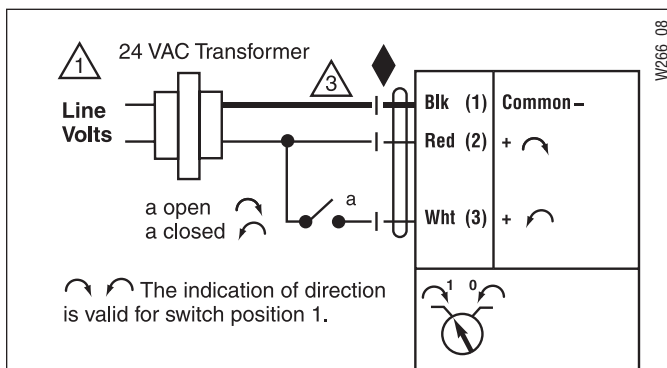 1
24 VAC Transformer
3
W266_08
Line
Volts
Blk (1) Common –
Red (2) +
a
Wht (3) +
a open
a closed
The indication of direction
is valid for switch position 1.
1 0